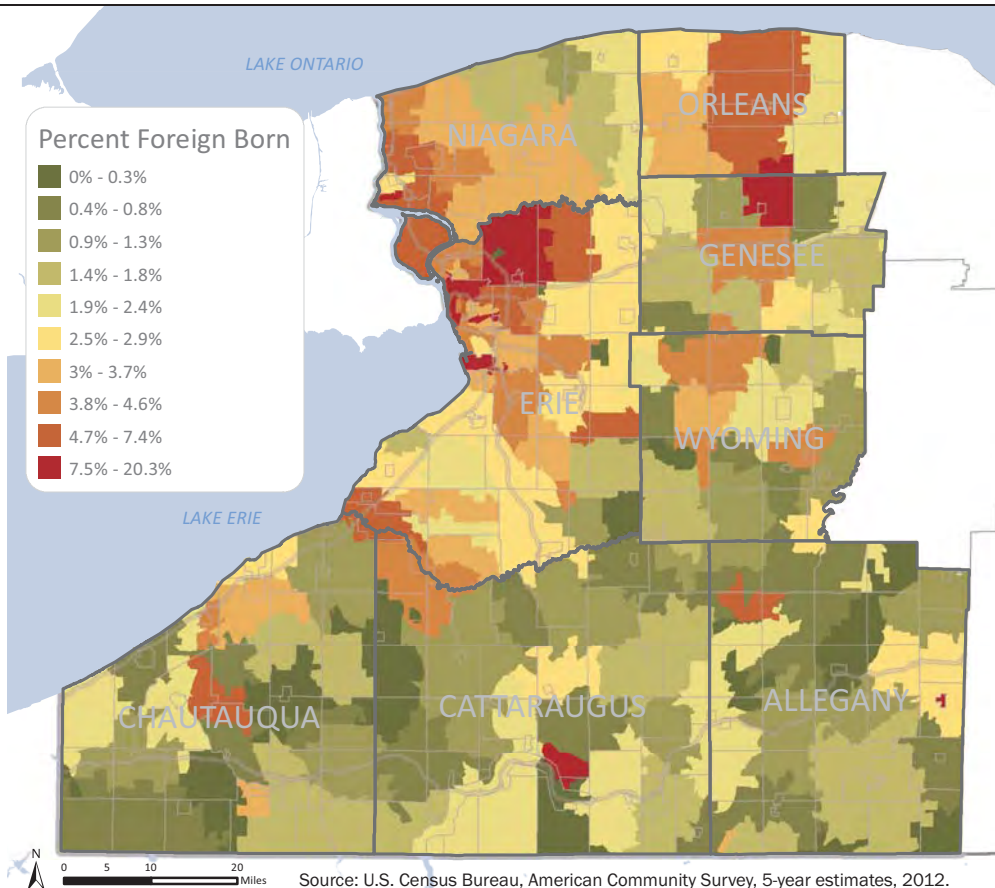 LAKE ONTARIO
ORLEANS
NIAGARA
Percent Foreign Born
0% - 0.3%
0.4% - 0.8%
0.9% - 1.3%
1.4% - 1.8%
1.9% - 2.4%
2.5% - 2.9%
3% - 3.7%
3.8% - 4.6%
4.7% - 7.4%
7.5% - 20.3%
GENESEE
ERIE
WYOMING
LAKE ERIE
CHAUTAUQUA
CATTARAUGUS
ALLEGANY
N
0 5 10 20
Miles
Source: U.S. Census Bureau, American Community Survey, 5-year estimates, 2012.